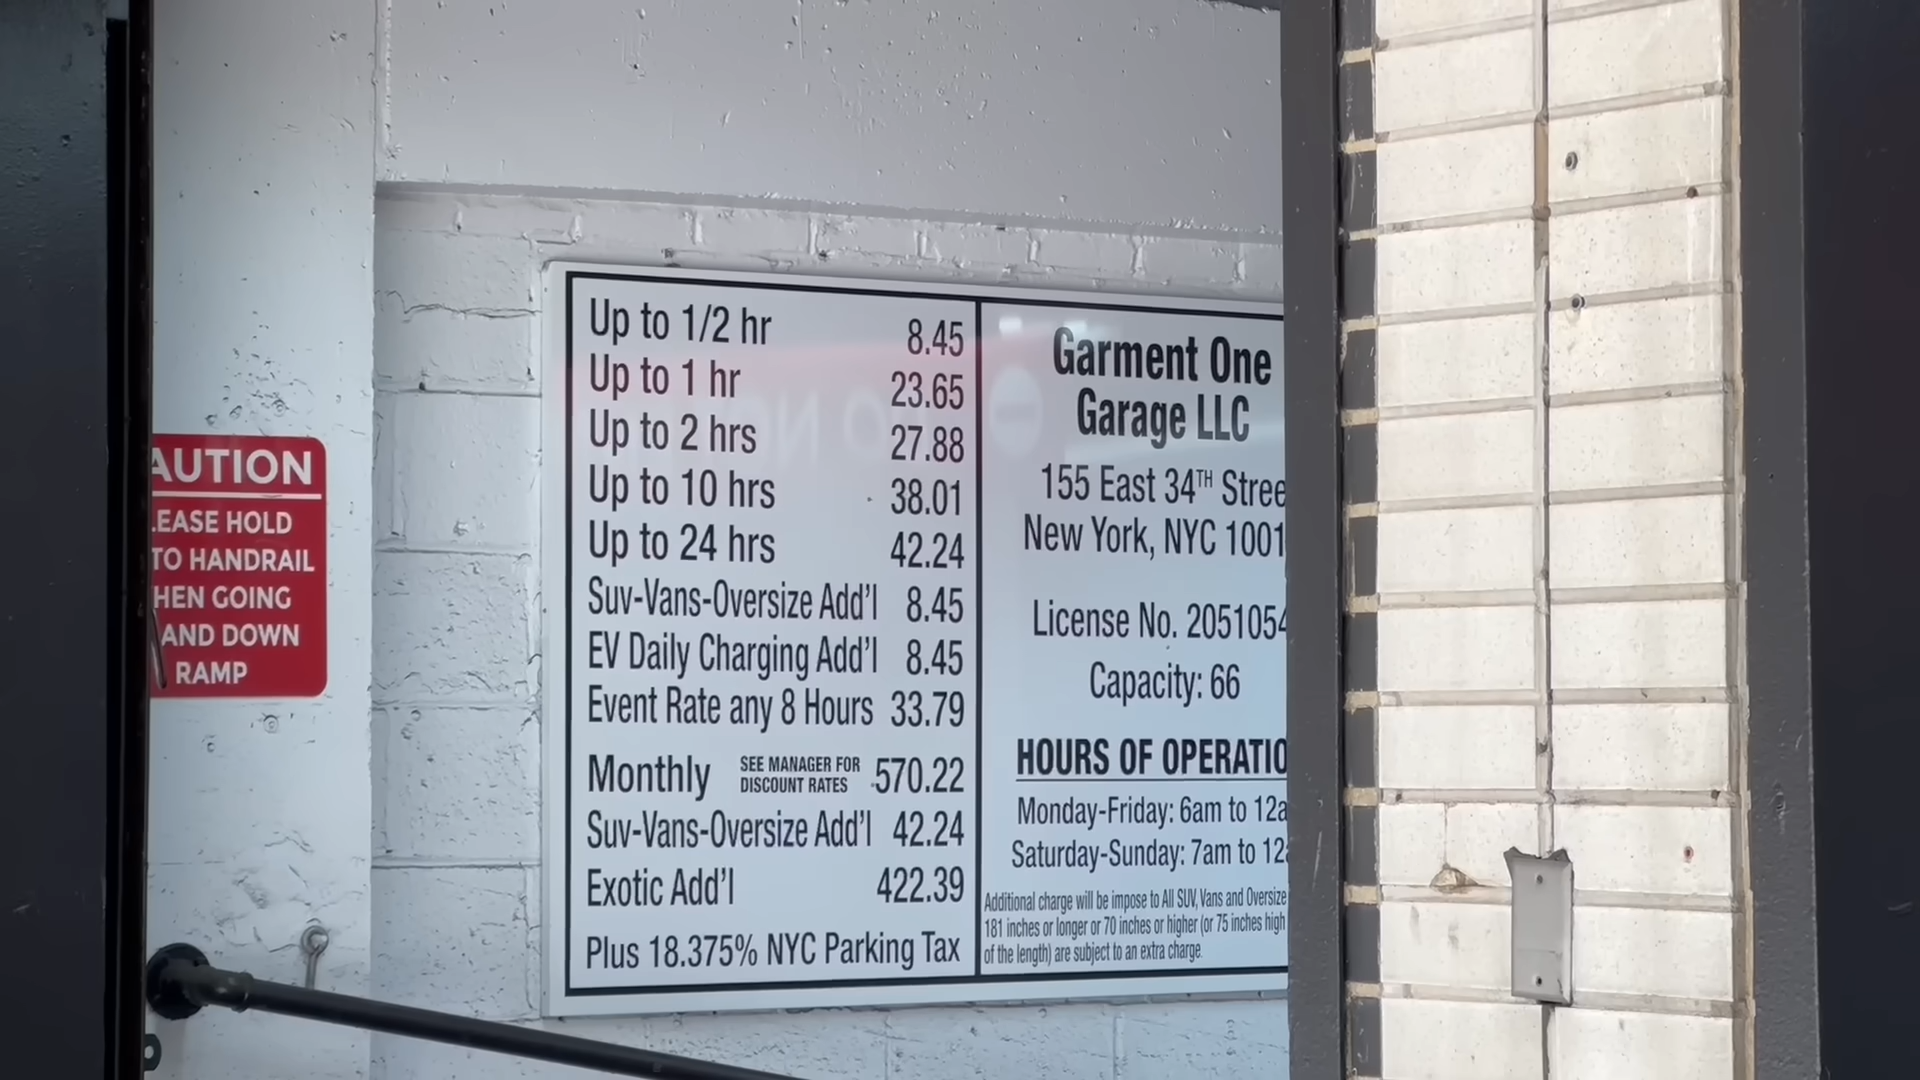 AUTION
LEASE HOLD
TO HANDRAIL
HEN GOING
AND DOWN
RAMP
Up to 1/2 hr 8.45
Up to 1 hr 23.65
Up to 2 hrs 27.88
Up to 10 hrs 38.01
Up to 24 hrs 42.24
Suv-Vans-Oversize Add'l 8.45
EV Daily Charging Add'l 8.45
Event Rate any 8 Hours 33.79
Monthly SEE MANAGER FOR DISCOUNT RATES 570.22
Suv-Vans-Oversize Add'l 42.24
Exotic Add'l 422.39
Plus 18.375% NYC Parking Tax
Garment One
Garage LLC
155 East 34TH Stree
New York, NYC 1001
License No. 2051054
Capacity: 66
HOURS OF OPERATIO
Monday-Friday: 6am to 12a
Saturday-Sunday: 7am to 12
Additional charge will be impose to All SUV, Vans and Oversize
181 inches or longer or 70 inches or higher (or 75 inches high
of the length) are subject to an extra charge.